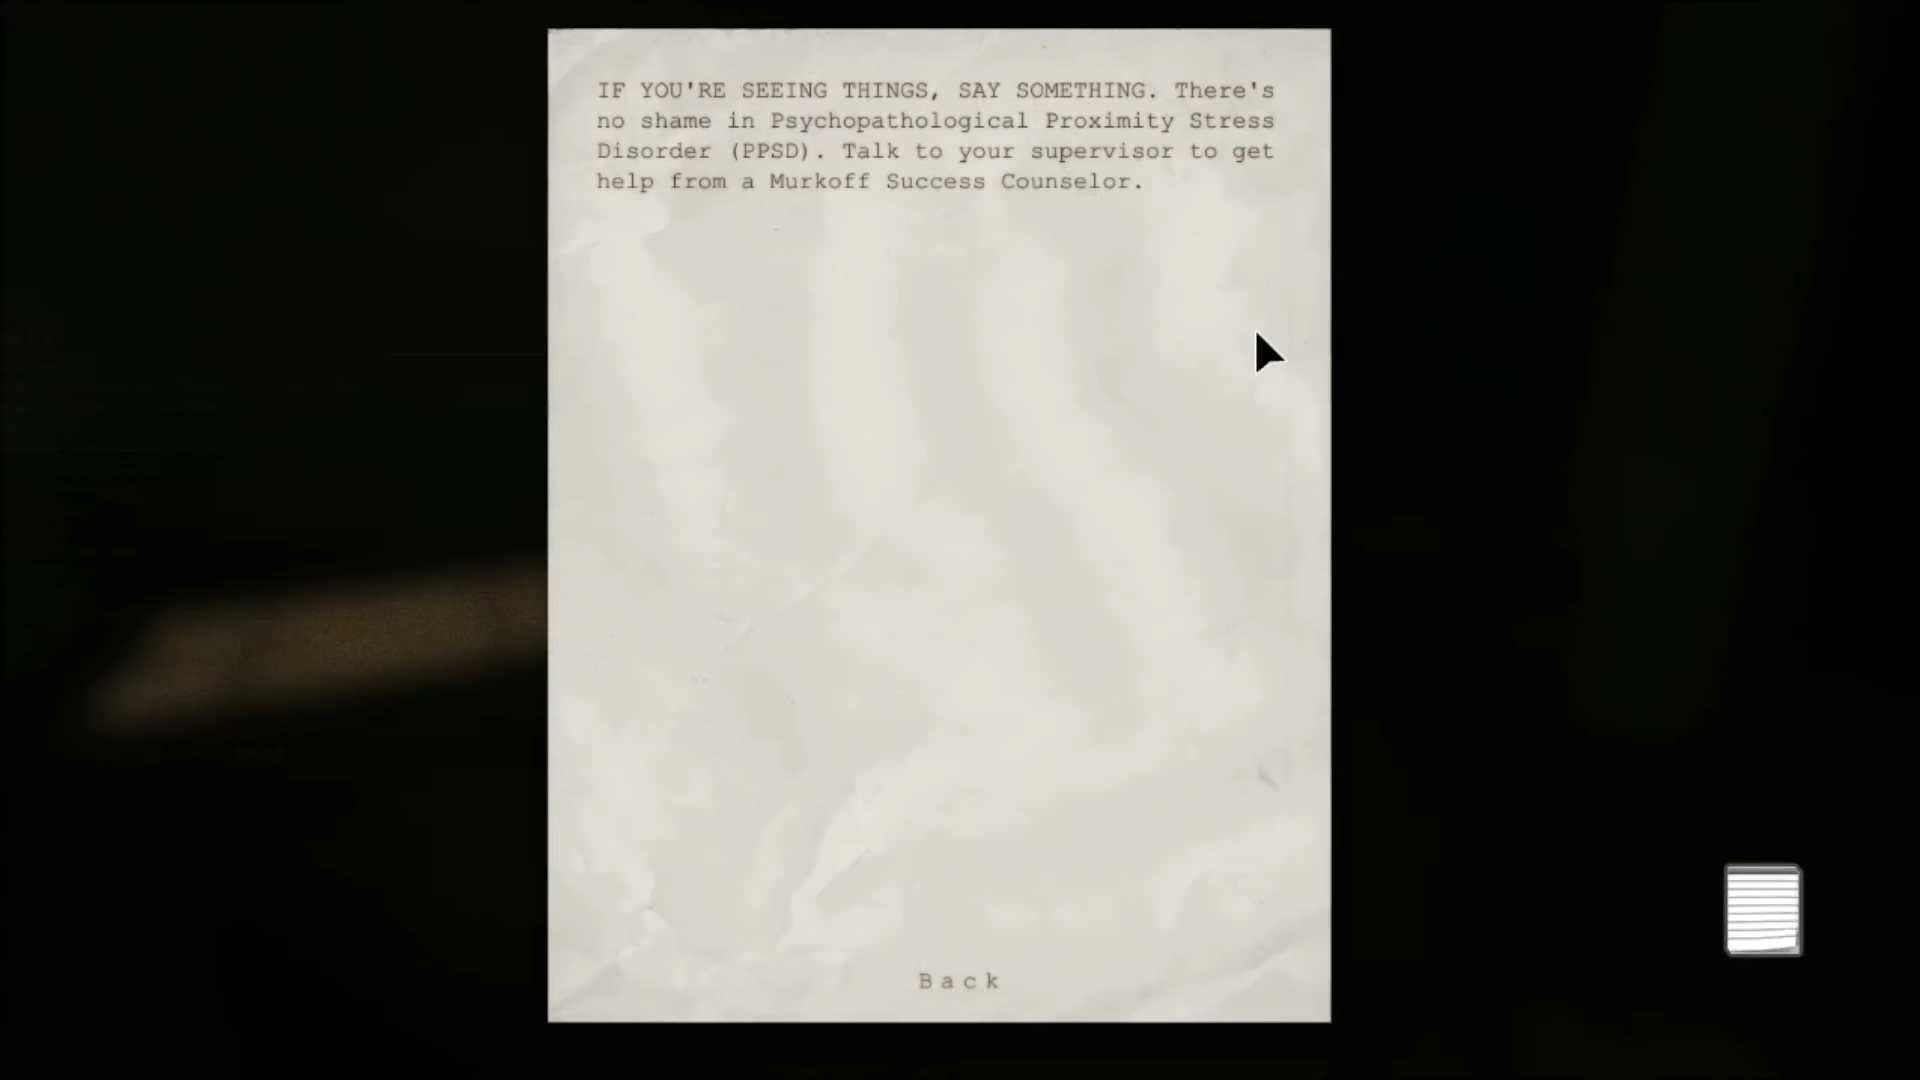 IF YOU'RE SEEING THINGS, SAY SOMETHING. There's
no shame in Psychopathological Proximity Stress
Disorder (PPSD). Talk to your supervisor to get
help from a Murkoff Success Counselor.
Back